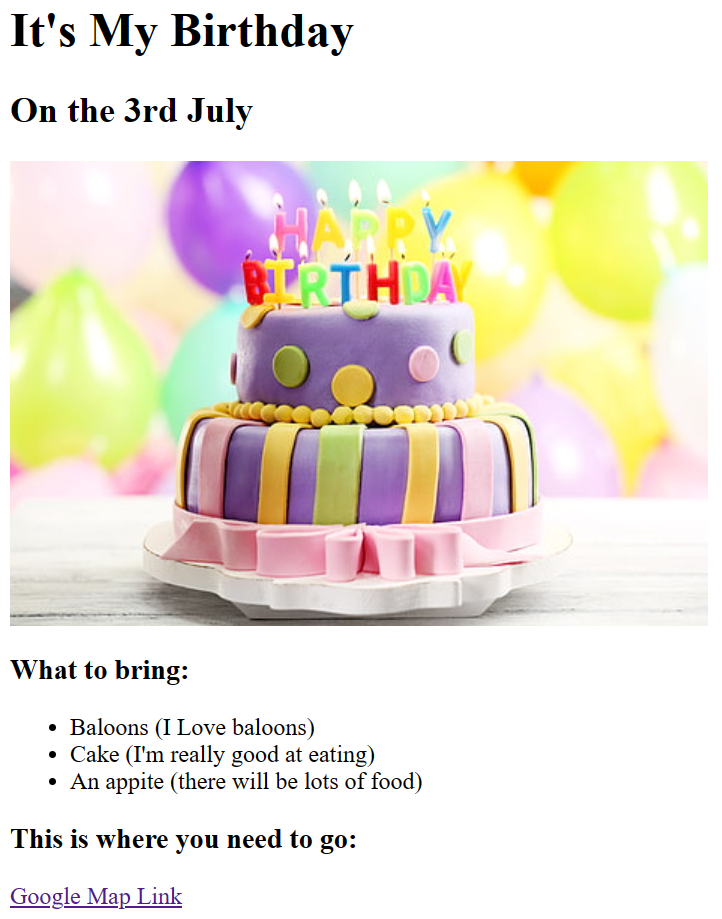 It's My Birthday
On the 3rd July
HAPPY
BIRTHDAY
What to bring:
Baloons (I Love baloons)
Cake (I'm really good at eating)
An appite (there will be lots of food)
This is where you need to go:
Google Map Link